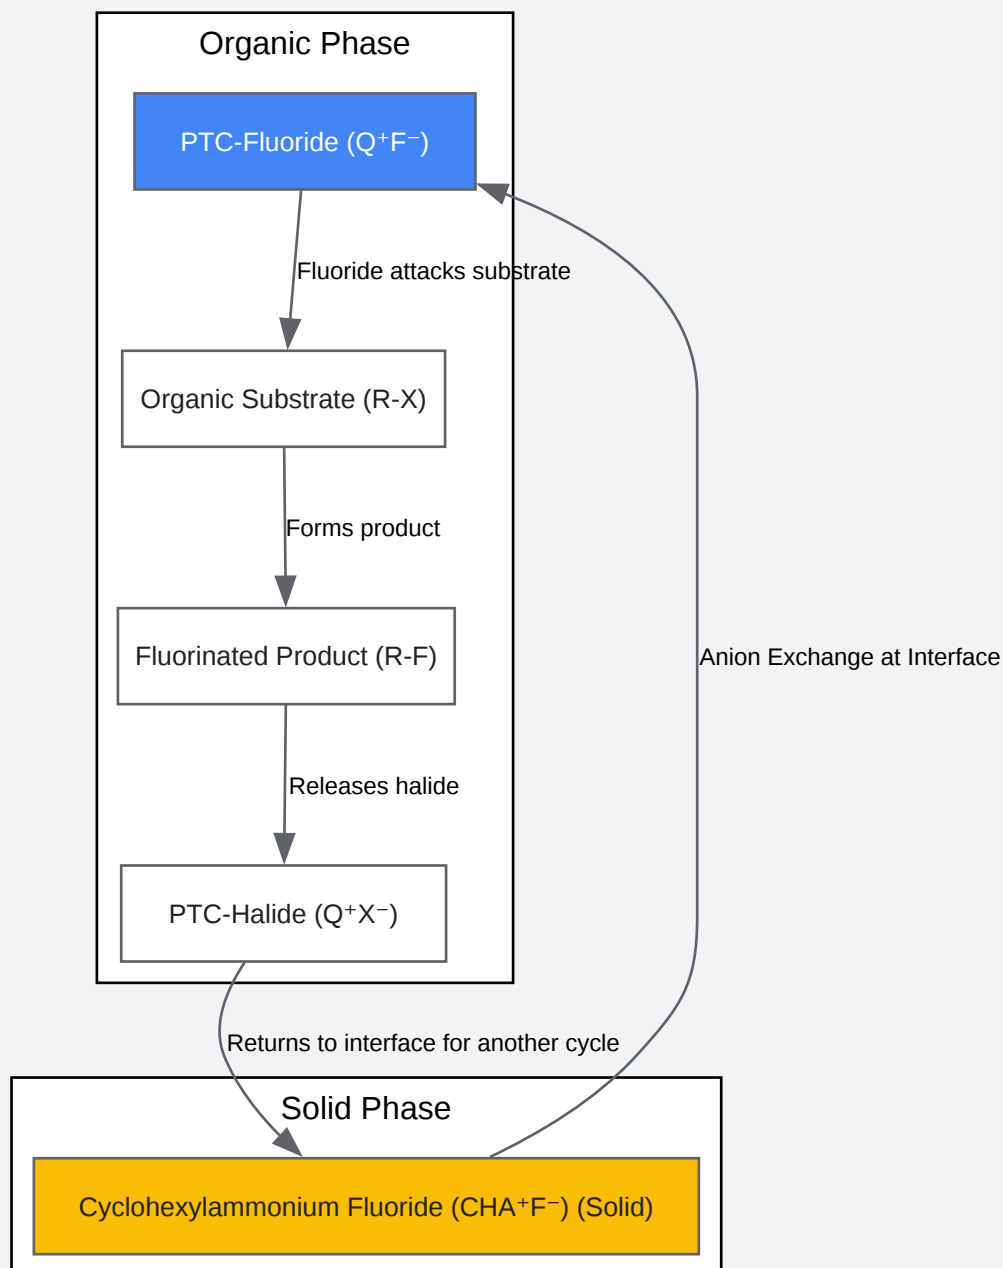 Organic Phase
PTC-Fluoride (Q⁺F⁻)
Fluoride attacks substrate
Organic Substrate (R-X)
Forms product
Fluorinated Product (R-F)
Anion Exchange at Interface
Releases halide
PTC-Halide (Q⁺X⁻)
Returns to interface for another cycle
Solid Phase
Cyclohexylammonium Fluoride (CHA⁺F⁻) (Solid)